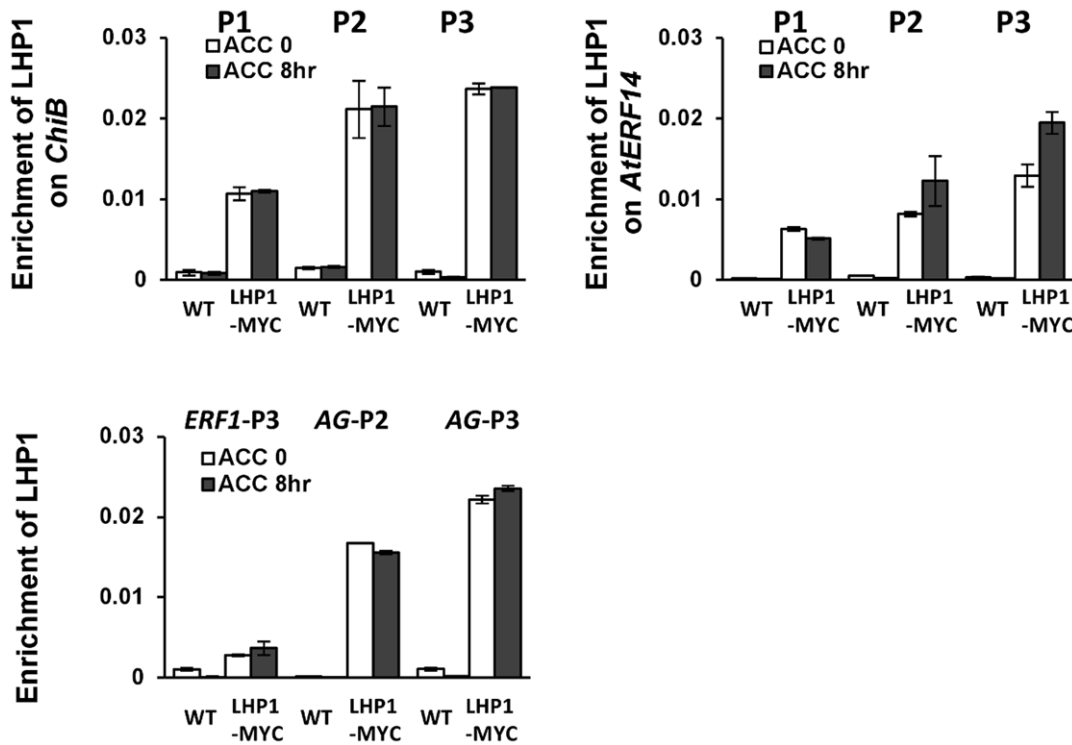 P1 P2 P3
0.03
ACC 0
ACC 8hr
0.02
0.01
0
Enrichment of LHP1
on ChiB
WT LHP1 WT LHP1 WT LHP1
-MYC -MYC -MYC
P1 P2 P3
0.03
ACC 0
ACC 8hr
0.02
0.01
0
Enrichment of LHP1
on AtERF14
WT LHP1 WT LHP1 WT LHP1
-MYC -MYC -MYC
ERF1-P3 AG-P2 AG-P3
0.03
ACC 0
ACC 8hr
0.02
0.01
0
Enrichment of LHP1
WT LHP1 WT LHP1 WT LHP1
-MYC -MYC -MYC